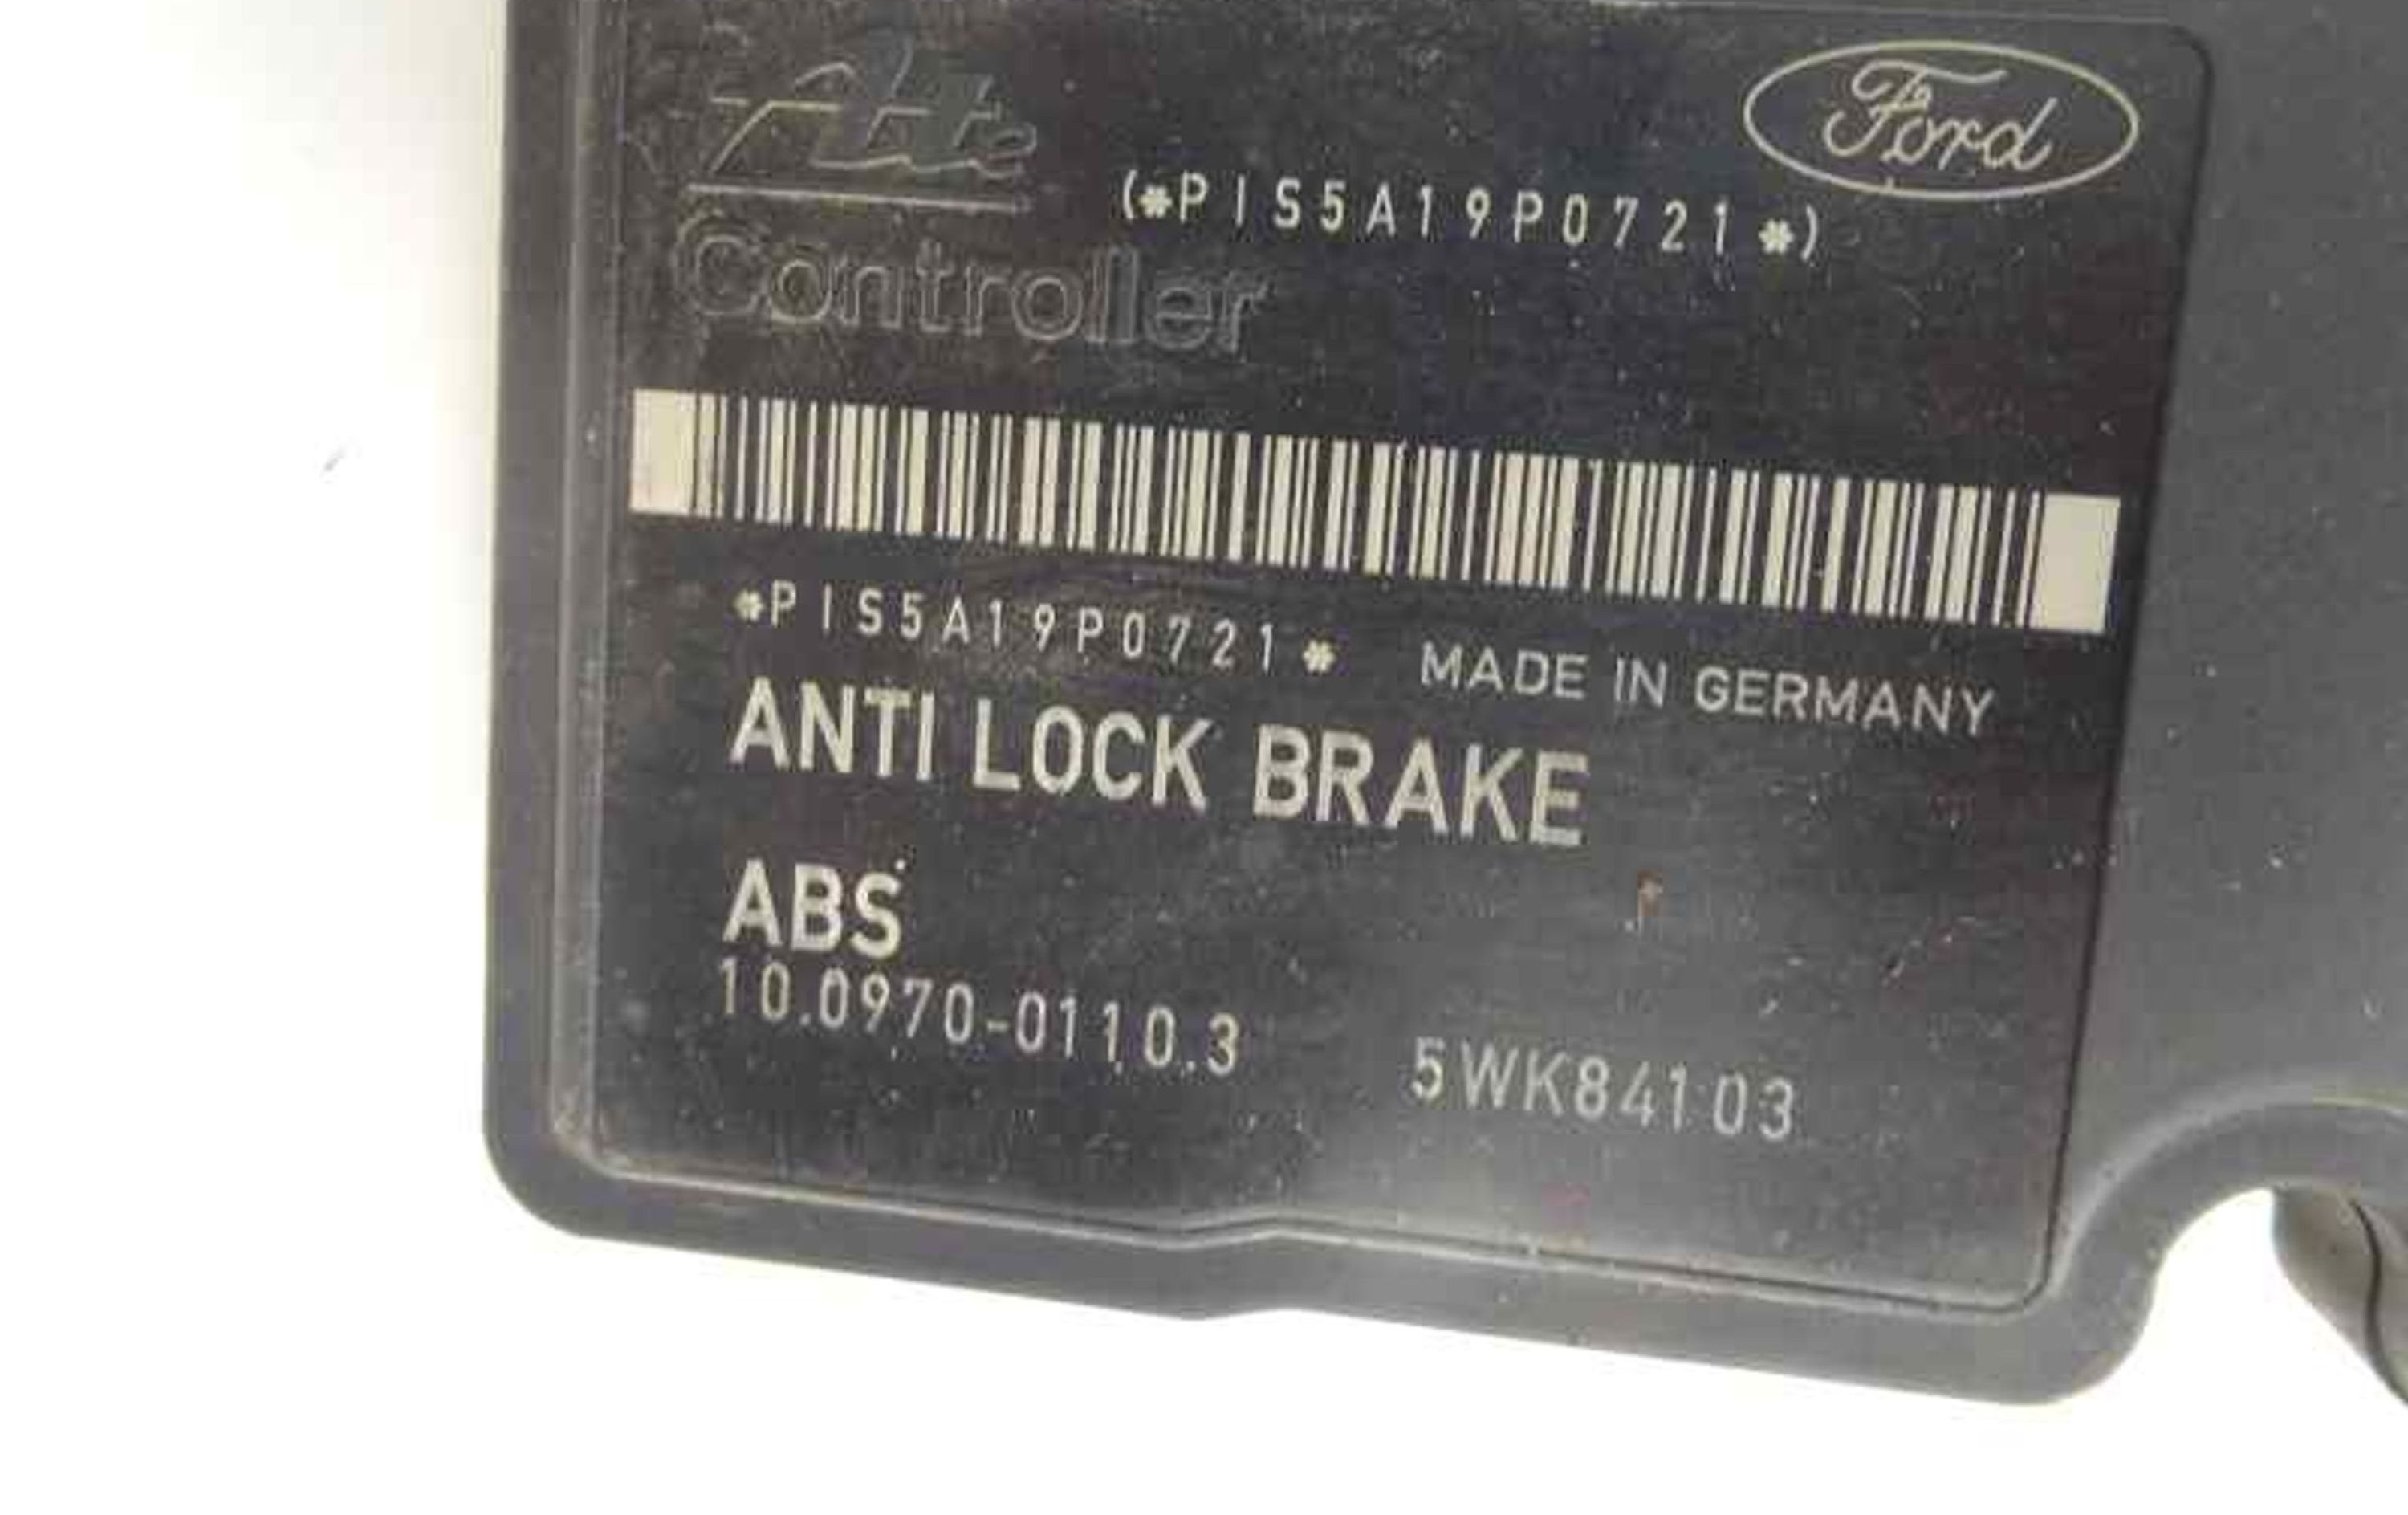 Ate Ford
(*PIS5A19P0721*)
Controller
*PIS5A19P0721* MADE IN GERMANY
ANTI LOCK BRAKE
ABS
10.0970-0110.3 5WK84103